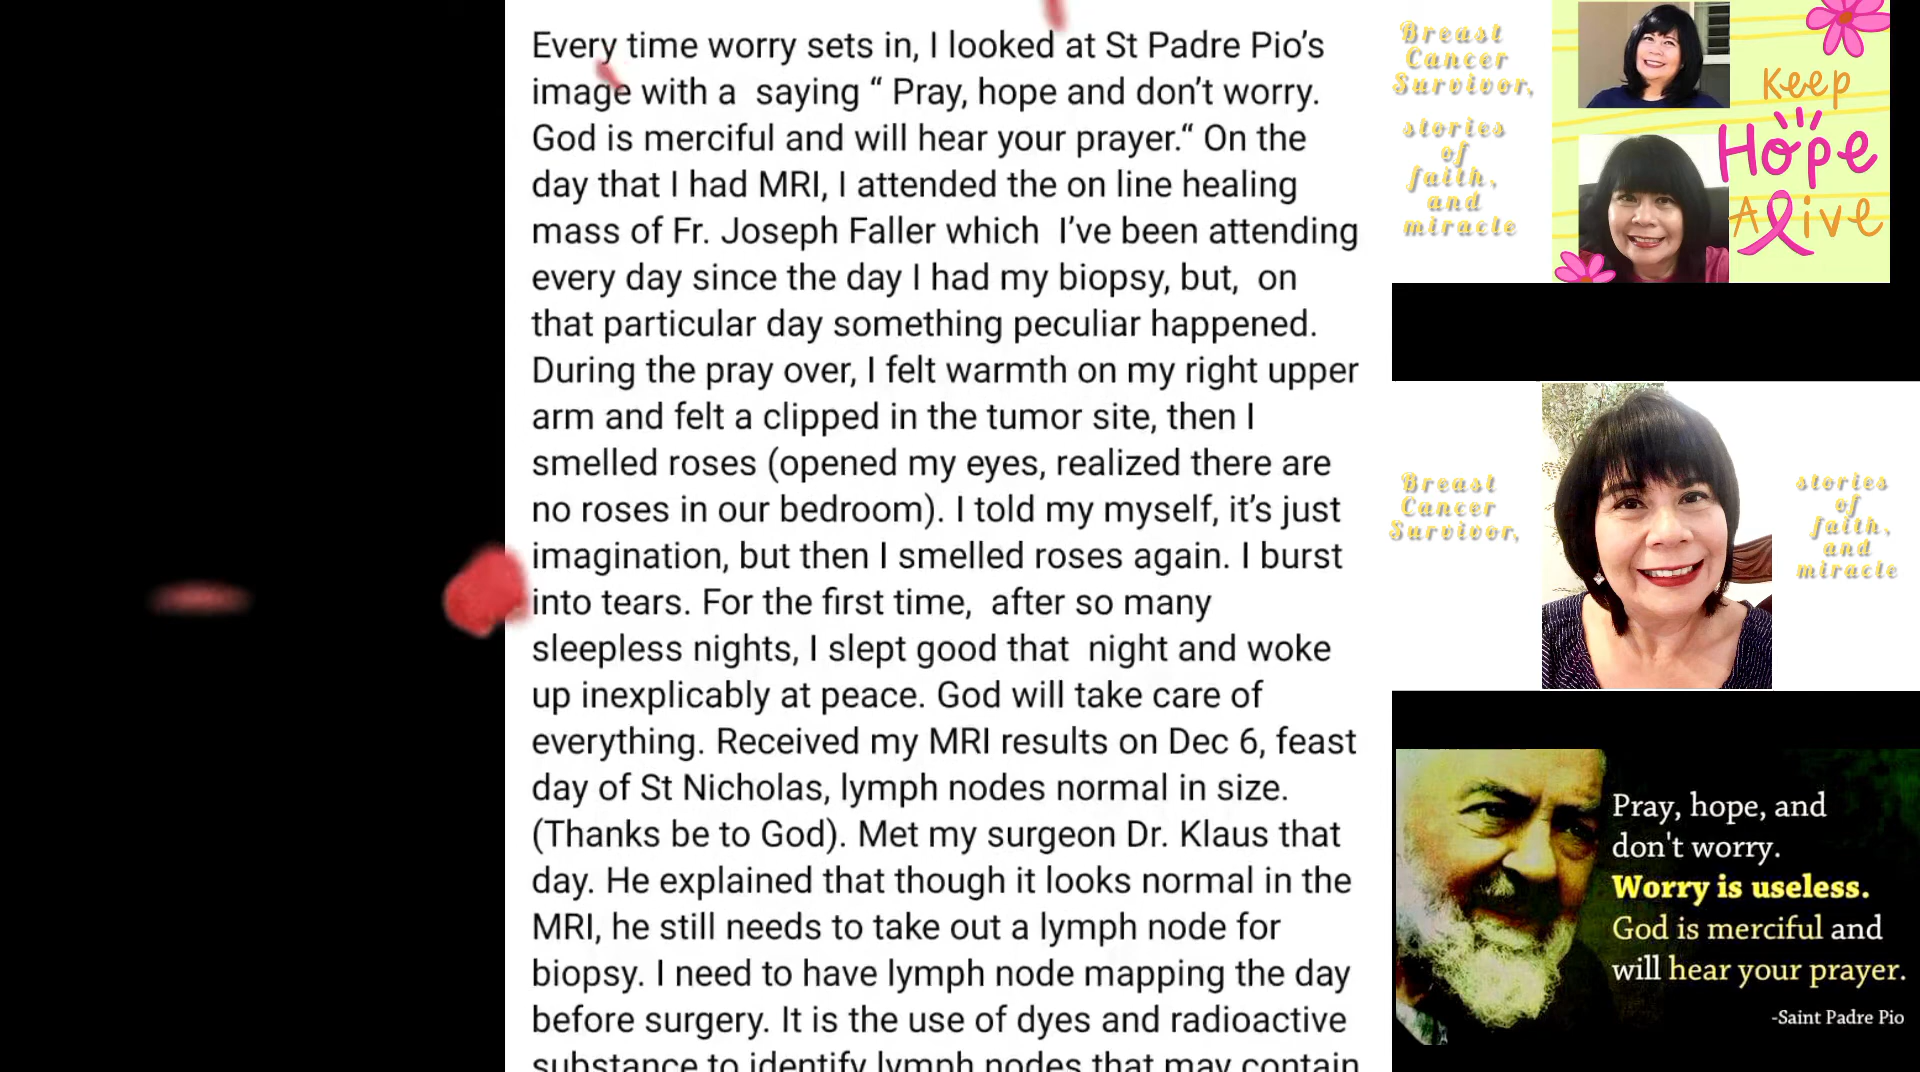 Every time worry sets in, I looked at St Padre Pio’s
image with a  saying “ Pray, hope and don’t worry.
God is merciful and will hear your prayer.“ On the
day that I had MRI, I attended the on line healing
mass of Fr. Joseph Faller which  I’ve been attending
every day since the day I had my biopsy, but,  on
that particular day something peculiar happened.
During the pray over, I felt warmth on my right upper
arm and felt a clipped in the tumor site, then I
smelled roses (opened my eyes, realized there are
no roses in our bedroom). I told my myself, it’s just
imagination, but then I smelled roses again. I burst
into tears. For the first time,  after so many
sleepless nights, I slept good that  night and woke
up inexplicably at peace. God will take care of
everything. Received my MRI results on Dec 6, feast
day of St Nicholas, lymph nodes normal in size.
(Thanks be to God). Met my surgeon Dr. Klaus that
day. He explained that though it looks normal in the
MRI, he still needs to take out a lymph node for
biopsy. I need to have lymph node mapping the day
before surgery. It is the use of dyes and radioactive
substance to identify lymph nodes that may contain
Breast
Cancer
Survivor,
stories
of
faith,
and
miracle
Keep
Hope
Alive
Breast
Cancer
Survivor,
stories
of
faith,
and
miracle
Pray, hope, and
don't worry.
Worry is useless.
God is merciful and
will hear your prayer.
-Saint Padre Pio